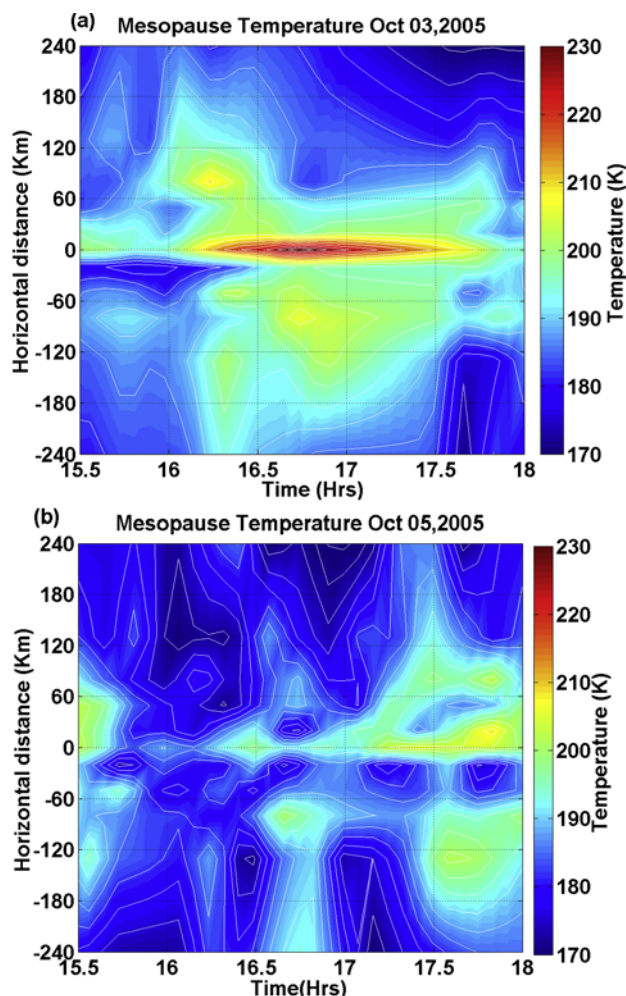 (a)
Mesopause Temperature Oct 03,2005
240
180
120
60
0
-60
-120
-180
-240
Horizontal distance (Km)
15.5 16 16.5 17 17.5 18
Time (Hrs)
230
220
210
200
190
180
170
Temperature (K)
(b)
Mesopause Temperature Oct 05,2005
240
180
120
60
0
-60
-120
-180
-240
Horizontal distance (Km)
15.5 16 16.5 17 17.5 18
Time(Hrs)
230
220
210
200
190
180
170
Temperature (K)